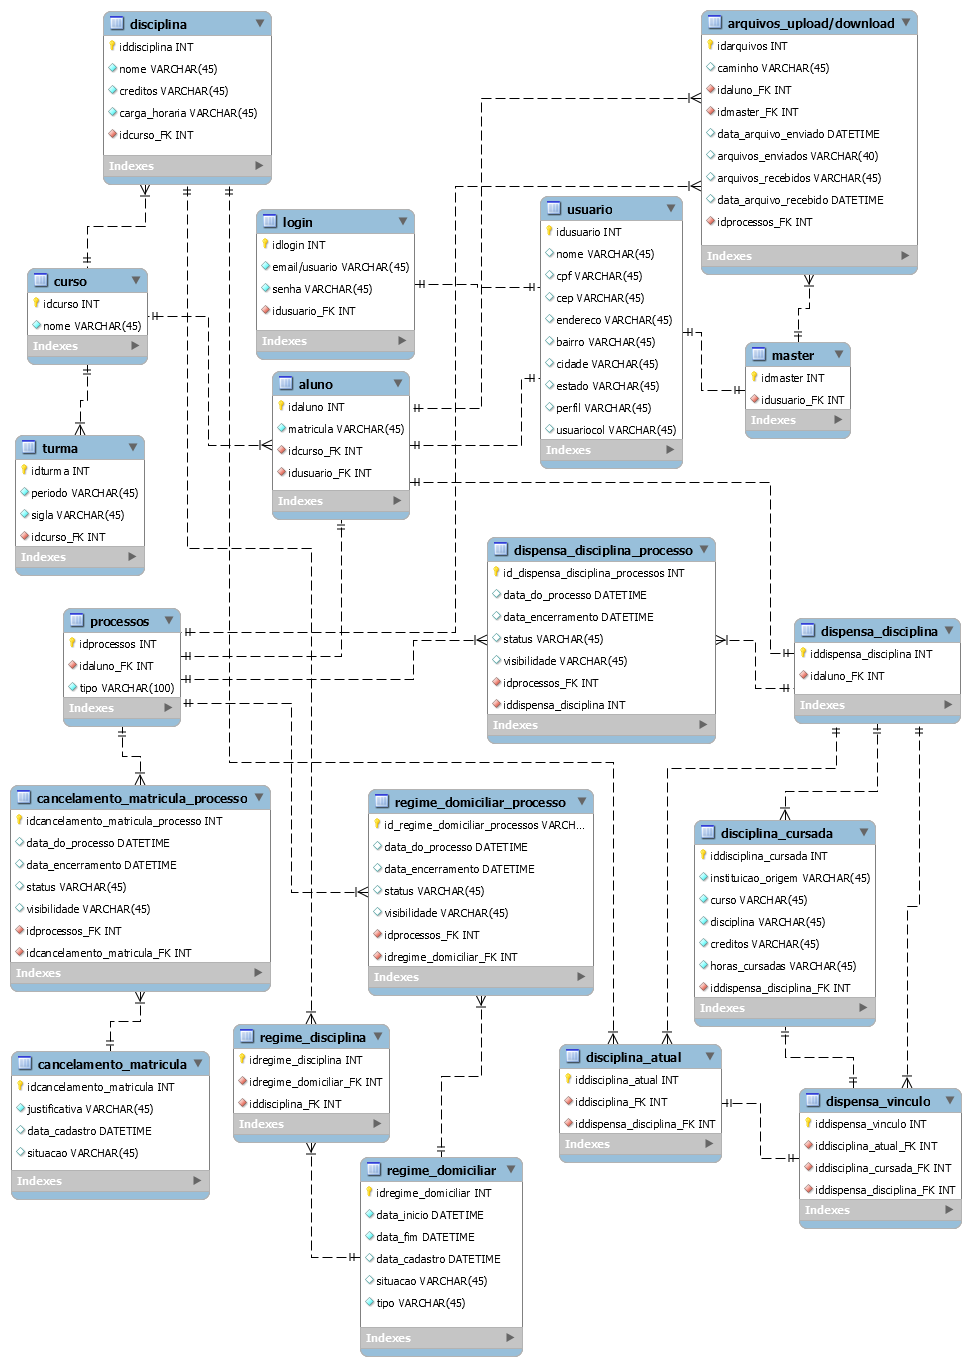 disciplina
iddisciplina INT
nome VARCHAR(45)
creditos VARCHAR(45)
carga_horaria VARCHAR(45)
idcurso_FK INT
Indexes
arquivos_upload/download
idarquivos INT
caminho VARCHAR(45)
idaluno_FK INT
idmaster_FK INT
data_arquivo_enviado DATETIME
arquivos_enviados VARCHAR(40)
arquivos_recebidos VARCHAR(45)
data_arquivo_recebido DATETIME
idprocessos_FK INT
Indexes
login
idlogin INT
email/usuario VARCHAR(45)
senha VARCHAR(45)
idusuario_FK INT
Indexes
usuario
idusuario INT
nome VARCHAR(45)
cpf VARCHAR(45)
cep VARCHAR(45)
endereco VARCHAR(45)
bairro VARCHAR(45)
cidade VARCHAR(45)
estado VARCHAR(45)
perfil VARCHAR(45)
usuariocol VARCHAR(45)
Indexes
curso
idcurso INT
nome VARCHAR(45)
Indexes
master
idmaster INT
idusuario_FK INT
Indexes
aluno
idaluno INT
matricula VARCHAR(45)
idcurso_FK INT
idusuario_FK INT
Indexes
turma
idturma INT
periodo VARCHAR(45)
sigla VARCHAR(45)
idcurso_FK INT
Indexes
dispensa_disciplina_processo
id_dispensa_disciplina_processos INT
data_do_processo DATETIME
data_encerramento DATETIME
status VARCHAR(45)
visibilidade VARCHAR(45)
idprocessos_FK INT
iddispensa_disciplina INT
Indexes
processos
idprocessos INT
idaluno_FK INT
tipo VARCHAR(100)
Indexes
dispensa_disciplina
iddispensa_disciplina INT
idaluno_FK INT
Indexes
cancelamento_matricula_processo
idcancelamento_matricula_processo INT
data_do_processo DATETIME
data_encerramento DATETIME
status VARCHAR(45)
visibilidade VARCHAR(45)
idprocessos_FK INT
idcancelamento_matricula_FK INT
Indexes
regime_domiciliar_processo
id_regime_domiciliar_processos VARCH...
data_do_processo DATETIME
data_encerramento DATETIME
status VARCHAR(45)
visibilidade VARCHAR(45)
idprocessos_FK INT
idregime_domiciliar_FK INT
Indexes
disciplina_cursada
iddisciplina_cursada INT
instituicao_origem VARCHAR(45)
curso VARCHAR(45)
disciplina VARCHAR(45)
creditos VARCHAR(45)
horas_cursadas VARCHAR(45)
iddispensa_disciplina_FK INT
Indexes
regime_disciplina
idregime_disciplina INT
idregime_domiciliar_FK INT
iddisciplina_FK INT
Indexes
disciplina_atual
iddisciplina_atual INT
iddisciplina_FK INT
iddispensa_disciplina_FK INT
Indexes
cancelamento_matricula
idcancelamento_matricula INT
justificativa VARCHAR(45)
data_cadastro DATETIME
situacao VARCHAR(45)
Indexes
dispensa_vinculo
iddispensa_vinculo INT
iddisciplina_atual_FK INT
iddisciplina_cursada_FK INT
iddispensa_disciplina_FK INT
Indexes
regime_domiciliar
idregime_domiciliar INT
data_inicio DATETIME
data_fim DATETIME
data_cadastro DATETIME
situacao VARCHAR(45)
tipo VARCHAR(45)
Indexes